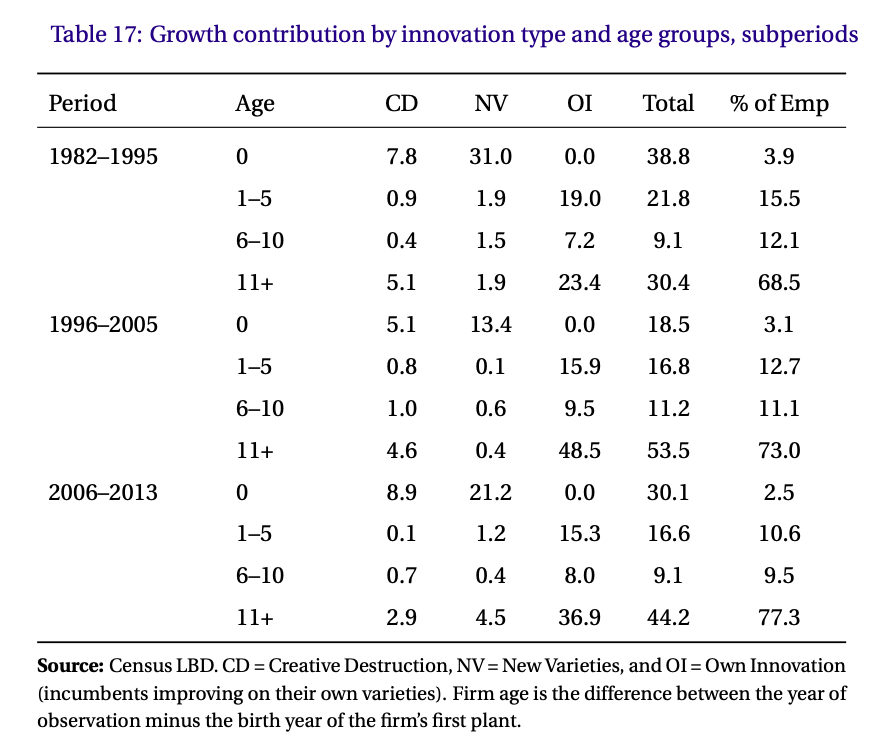 Table 17: Growth contribution by innovation type and age groups, subperiods
Period Age CD NV OI Total % of Emp
1982–1995 0 7.8 31.0 0.0 38.8 3.9
1–5 0.9 1.9 19.0 21.8 15.5
6–10 0.4 1.5 7.2 9.1 12.1
11+ 5.1 1.9 23.4 30.4 68.5
1996–2005 0 5.1 13.4 0.0 18.5 3.1
1–5 0.8 0.1 15.9 16.8 12.7
6–10 1.0 0.6 9.5 11.2 11.1
11+ 4.6 0.4 48.5 53.5 73.0
2006–2013 0 8.9 21.2 0.0 30.1 2.5
1–5 0.1 1.2 15.3 16.6 10.6
6–10 0.7 0.4 8.0 9.1 9.5
11+ 2.9 4.5 36.9 44.2 77.3
Source: Census LBD. CD = Creative Destruction, NV = New Varieties, and OI = Own Innovation
(incumbents improving on their own varieties). Firm age is the difference between the year of
observation minus the birth year of the firm’s first plant.